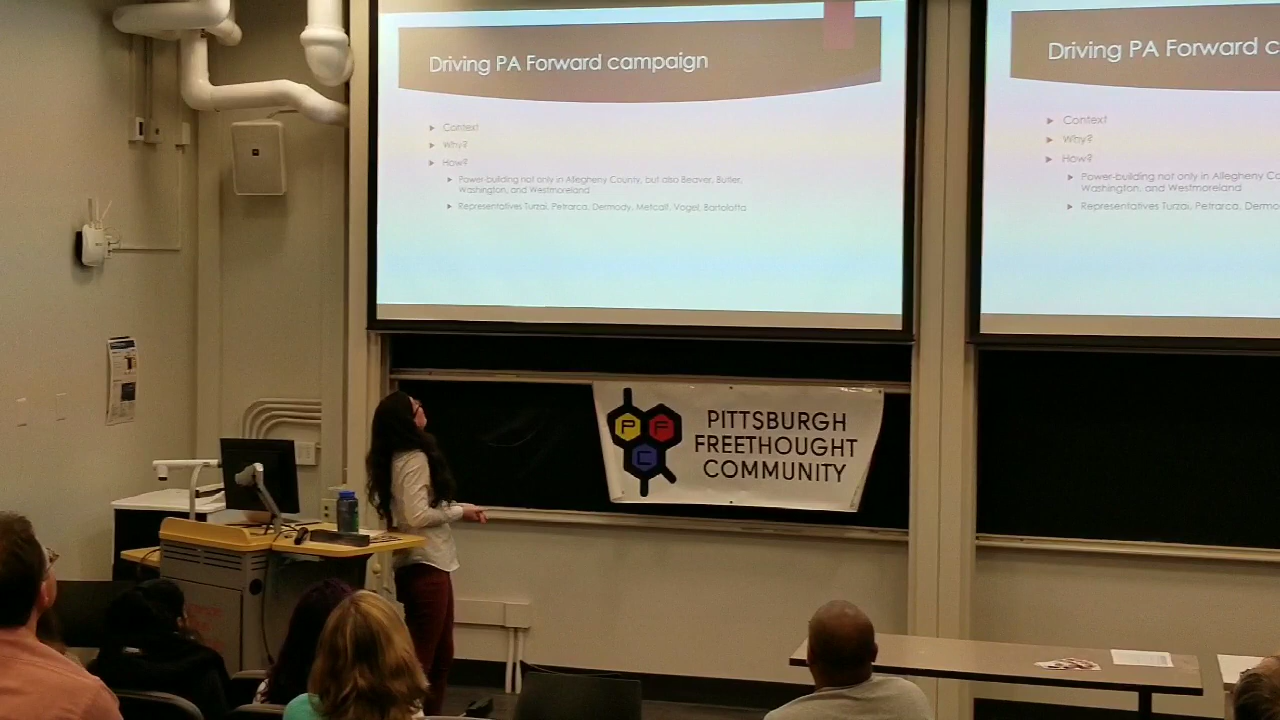 Driving PA Forward campaign
Context
Why?
How?
Power-building not only in Allegheny County, but also Beaver, Butler,
Washington, and Westmoreland
Representatives Turzai, Petrarca, Dermody, Metcalf, Vogel, Bartolotta
Driving PA Forward c
Context
Why?
How?
Power-building not only in Allegheny Co
Washington, and Westmoreland
Representatives Turzai, Petrarca, Dermo
P F
C
PITTSBURGH
FREETHOUGHT
COMMUNITY